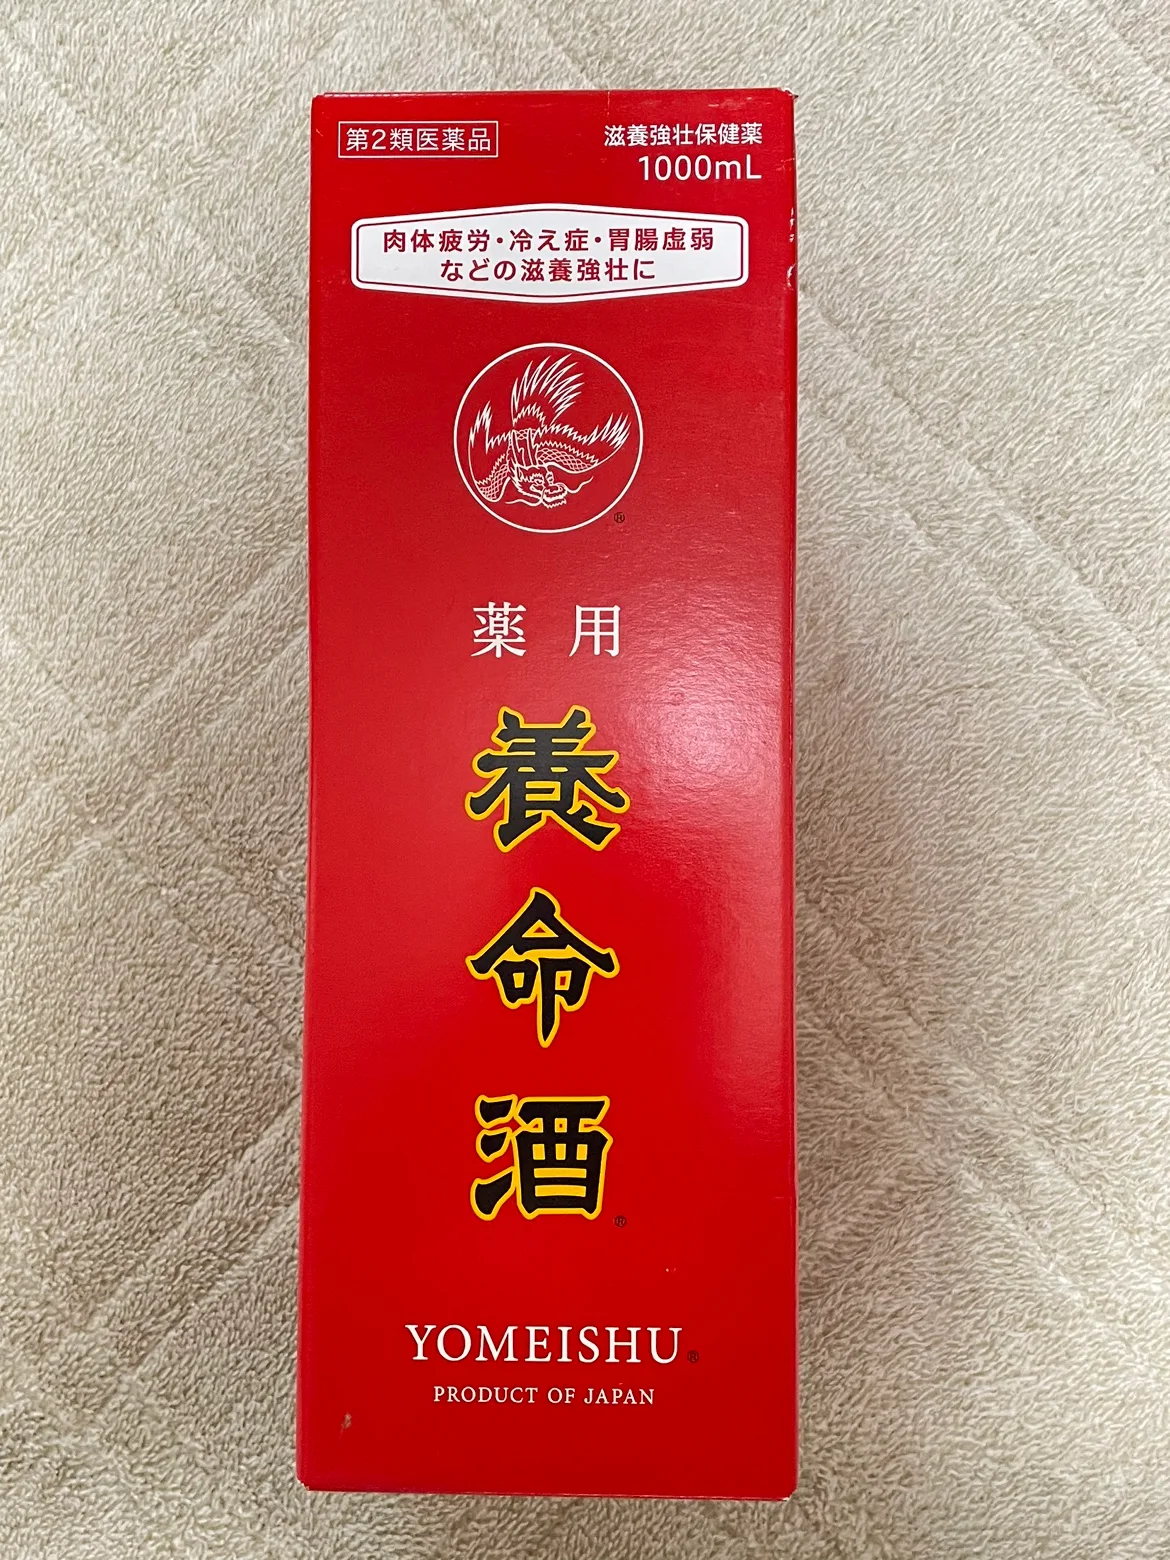 第2類医薬品
滋養強壮保健薬
1000mL
肉体疲労・冷え症・胃腸虚弱
などの滋養強壮に
®
薬用
養
命
酒
®
YOMEISHU®
PRODUCT OF JAPAN